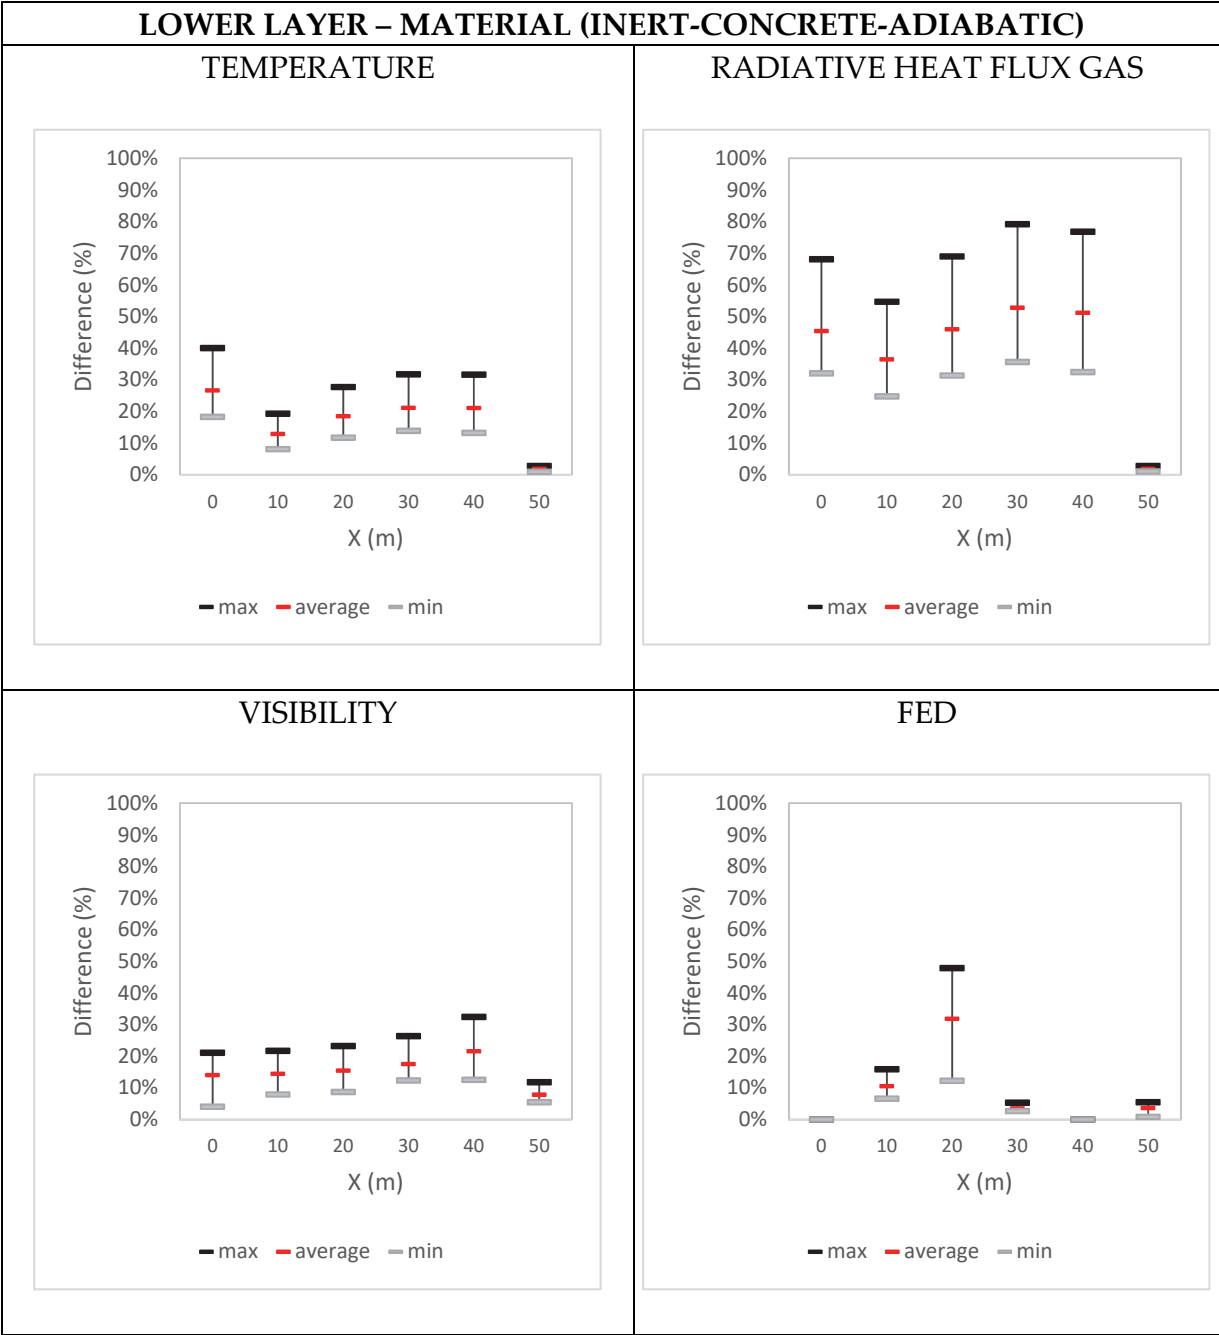 LOWER LAYER – MATERIAL (INERT-CONCRETE-ADIABATIC)
TEMPERATURE
100%
90%
80%
70%
60%
50%
40%
30%
20%
10%
0%
Difference (%)
0 10 20 30 40 50
X (m)
max average min
RADIATIVE HEAT FLUX GAS
100%
90%
80%
70%
60%
50%
40%
30%
20%
10%
0%
Difference (%)
0 10 20 30 40 50
X (m)
max average min
VISIBILITY
100%
90%
80%
70%
60%
50%
40%
30%
20%
10%
0%
Difference (%)
0 10 20 30 40 50
X (m)
max average min
FED
100%
90%
80%
70%
60%
50%
40%
30%
20%
10%
0%
Difference (%)
0 10 20 30 40 50
X (m)
max average min